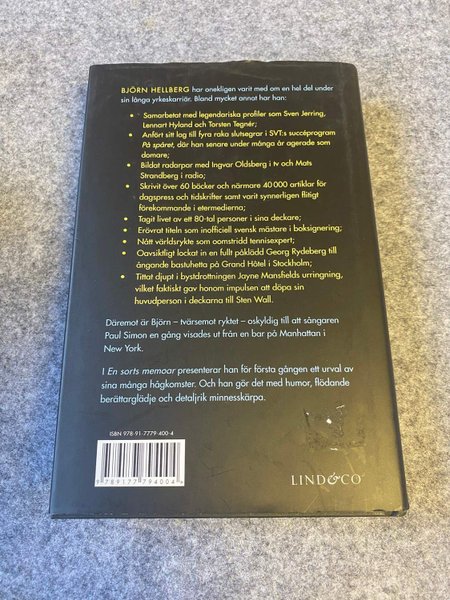 BJÖRN HELLBERG har onekligen varit med om en hel del under
sin långa yrkeskarriär. Bland mycket annat har han:
• Samarbetat med legendariska profiler som Sven Jerring,
Lennart Hyland och Torsten Tegnér;
• Anfört sitt lag till fyra raka slutsegrar i SVT:s succéprogram
På spåret, där han senare under många år agerade som
domare;
• Bildat radarpar med Ingvar Oldsberg i tv och Mats
Strandberg i radio;
• Skrivit över 60 böcker och närmare 40 000 artiklar för
dagspress och tidskrifter samt varit synnerligen flitigt
förekommande i etermedierna;
• Tagit livet av ett 80-tal personer i sina deckare;
• Erövrat titeln som inofficiell svensk mästare i boksignering;
• Nått världsrykte som oomstridd tennisexpert;
• Oavsiktligt lockat in en fullt påklädd Georg Rydeberg till
ångande bastuhetta på Grand Hôtel i Stockholm;
• Tittat djupt i bystdrottningen Jayne Mansfields urringning,
vilket faktiskt gav honom impulsen att döpa sin
huvudperson i deckarna till Sten Wall.
Däremot är Björn – tvärsemot ryktet – oskyldig till att sångaren
Paul Simon en gång visades ut från en bar på Manhattan i
New York.
I En sorts memoar presenterar han för första gången ett urval av
sina många hågkomster. Och han gör det med humor, flödande
berättarglädje och detaljrik minnesskärpa.
ISBN 978-91-7779-400-4
9 789177 794004
LIND&CO